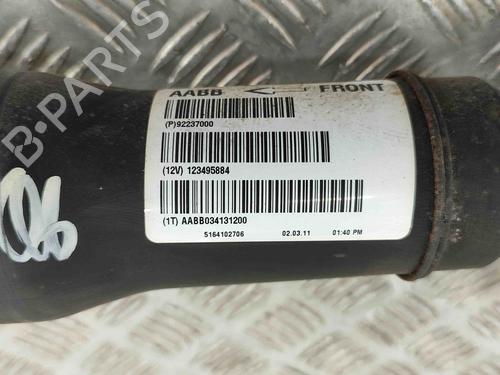 B-PARTS
AABB FRONT
(P)92237000
(12V) 123495884
(1T) AABB034131200
5164102706 02.03.11 01:40 PM